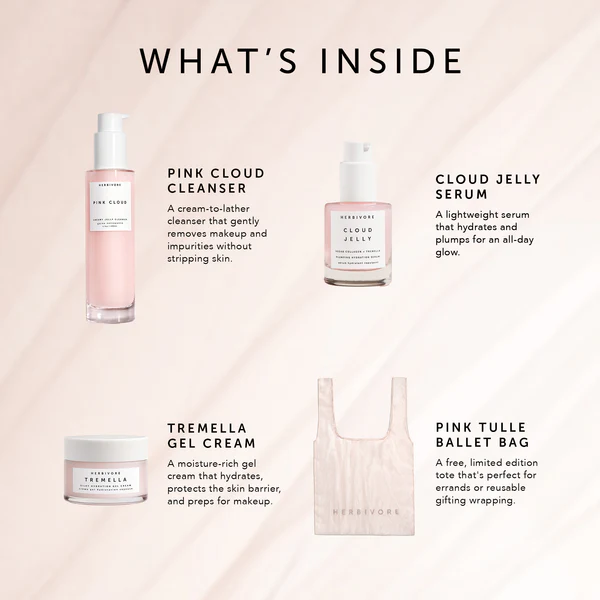 WHAT'S INSIDE
HERBIVORE
PINK CLOUD
PINK CLOUD
CLEANSER
A cream-to-lather
cleanser that gently
removes makeup and
impurities without
stripping skin.
HERBIVORE
CLOUD
JELLY
PLUMPING HYDRATION SERUM
CLOUD JELLY
SERUM
A lightweight serum
that hydrates and
plumps for an all-day
glow.
HERBIVORE
TREMELLA
TREMELLA
GEL CREAM
A moisture-rich gel
cream that hydrates,
protects the skin barrier,
and preps for makeup.
HERBIVORE
PINK TULLE
BALLET BAG
A free, limited edition
tote that's perfect for
errands or reusable
gifting wrapping.